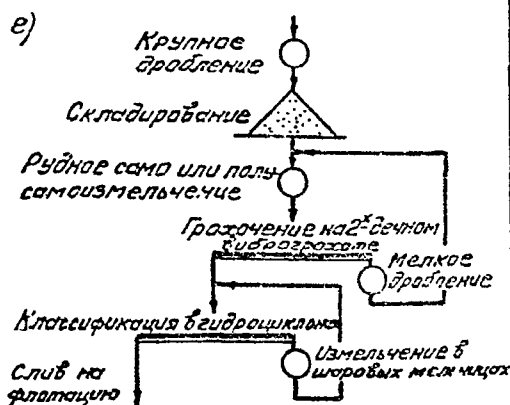 е)
Крупное
дробление
Складирование
Рудное само или полу
самоизмельчение
Грохочение на 2х дечном
виброгрохоте
Мелкое
дробление
Классификация в гидроциклоне
Измельчение в
шаровых мельницах
Слив на
флотацию